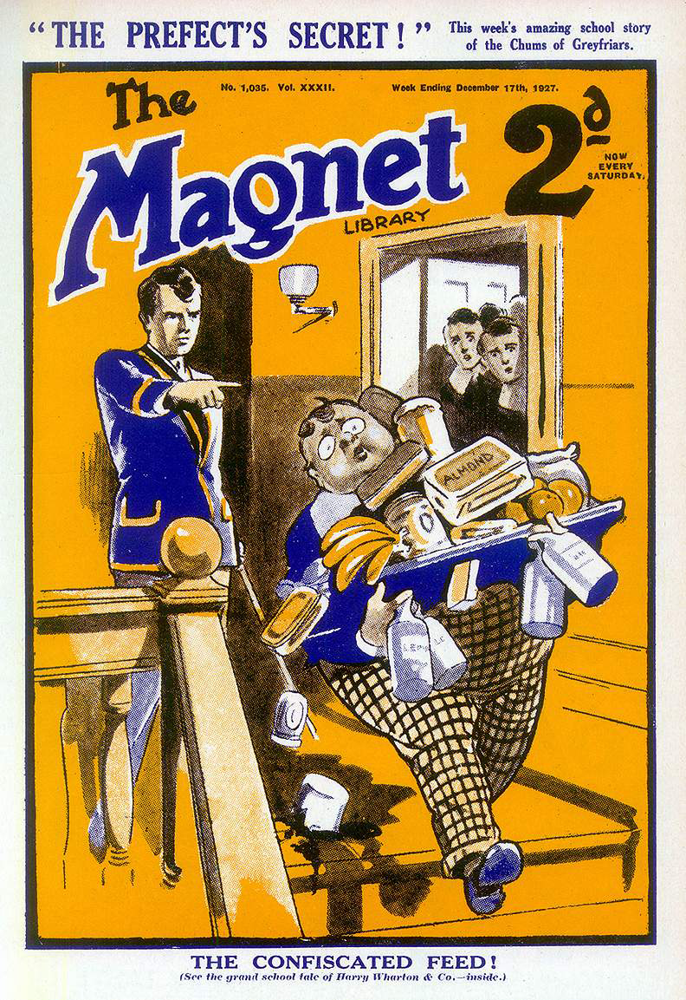 “THE PREFECT'S SECRET!”
This week's amazing school story
of the Chums of Greyfriars.
No. 1,035. Vol. XXXII.
Week Ending December 17th, 1927.
The
Magnet
LIBRARY
2d
NOW
EVERY
SATURDAY.
ALMOND
THE CONFISCATED FEED!
(See the grand school tale of Harry Wharton & Co.—inside.)